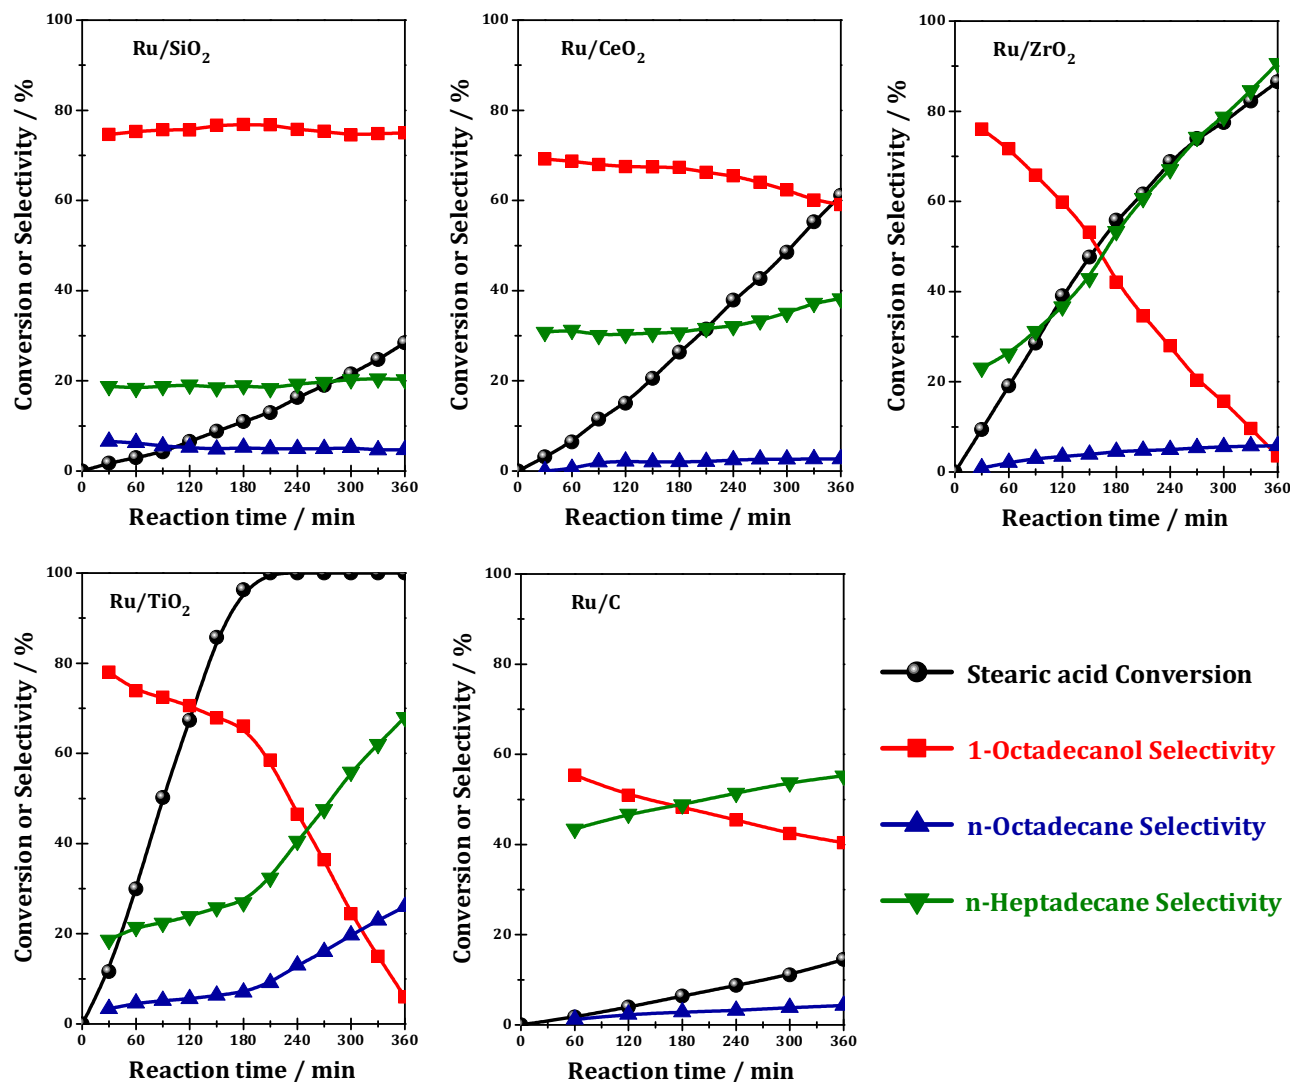 Ru/SiO2
Conversion or Selectivity / %
100
80
60
40
20
0
0 60 120 180 240 300 360
Reaction time / min
Ru/CeO2
Conversion or Selectivity / %
100
80
60
40
20
0
0 60 120 180 240 300 360
Reaction time / min
Ru/ZrO2
Conversion or Selectivity / %
100
80
60
40
20
0
0 60 120 180 240 300 360
Reaction time / min
Ru/TiO2
Conversion or Selectivity / %
100
80
60
40
20
0
0 60 120 180 240 300 360
Reaction time / min
Ru/C
Conversion or Selectivity / %
100
80
60
40
20
0
0 60 120 180 240 300 360
Reaction time / min
Stearic acid Conversion
1-Octadecanol Selectivity
n-Octadecane Selectivity
n-Heptadecane Selectivity